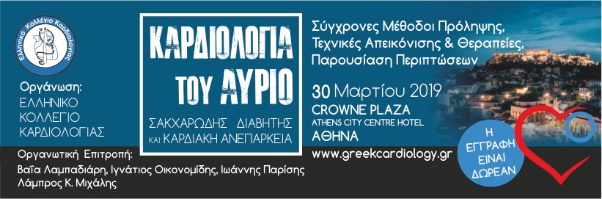 Ελληνικό Κολλέγιο Καρδιολογίας
Οργάνωση:
ΕΛΛΗΝΙΚΟ
ΚΟΛΛΕΓΙΟ
ΚΑΡΔΙΟΛΟΓΙΑΣ
ΚΑΡΔΙΟΛΟΓΙΑ
ΤΟΥ ΑΥΡΙΟ
ΣΑΚΧΑΡΩΔΗΣ ΔΙΑΒΗΤΗΣ
ΚΑΙ ΚΑΡΔΙΑΚΗ ΑΝΕΠΑΡΚΕΙΑ
Σύγχρονες Μέθοδοι Πρόληψης,
Τεχνικές Απεικόνισης & Θεραπείες,
Παρουσίαση Περιπτώσεων
30 Μαρτίου 2019
CROWNE PLAZA
ATHENS CITY CENTRE HOTEL
ΑΘΗΝΑ
www.greekcardiology.gr
Η
ΕΓΓΡΑΦΗ
ΕΙΝΑΙ
ΔΩΡΕΑΝ
Οργανωτική Επιτροπή:
Βαΐα Λαμπαδιάρη, Ιγνάτιος Οικονομίδης, Ιωάννης Παρίσης
Λάμπρος Κ. Μιχάλης